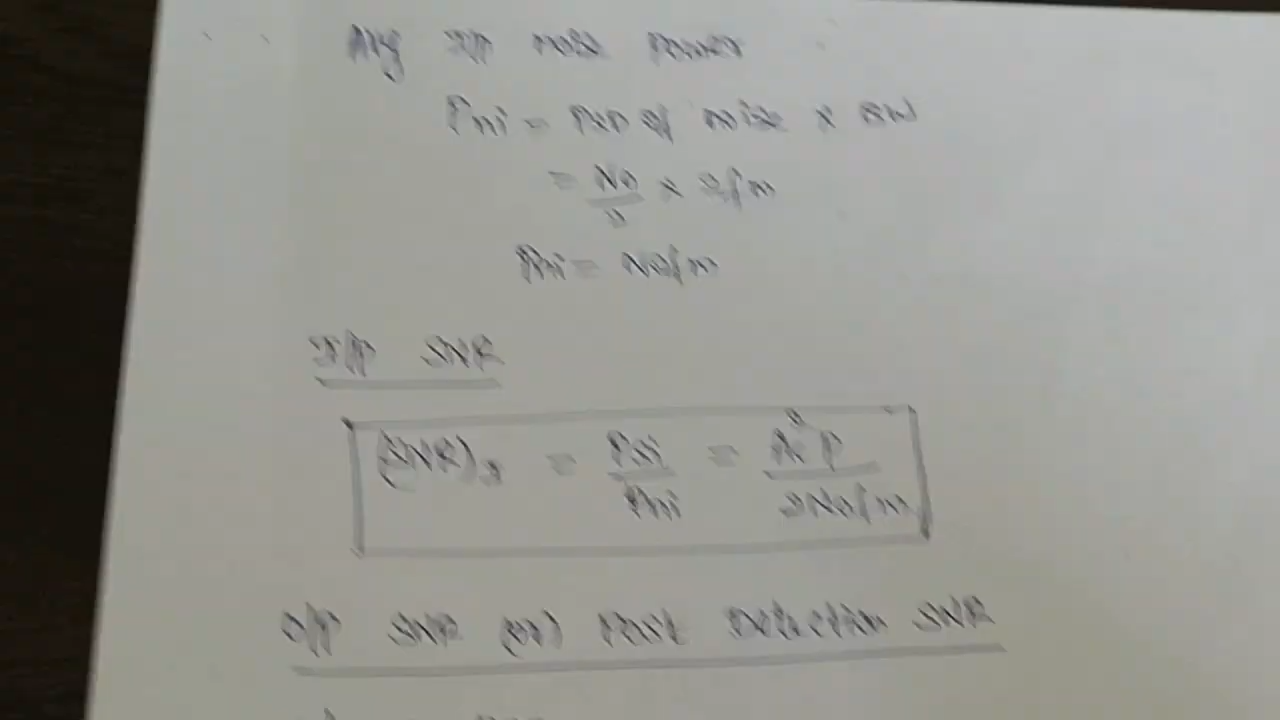 Avg I/P noise power
Pni = PSD of noise x BW
= No/2 x 2fm
Pni = Nofm
I/P SNR
(SNR)I = Psi/Pni = Ac²P/2Nofm
O/P SNR (or) Post Detection SNR